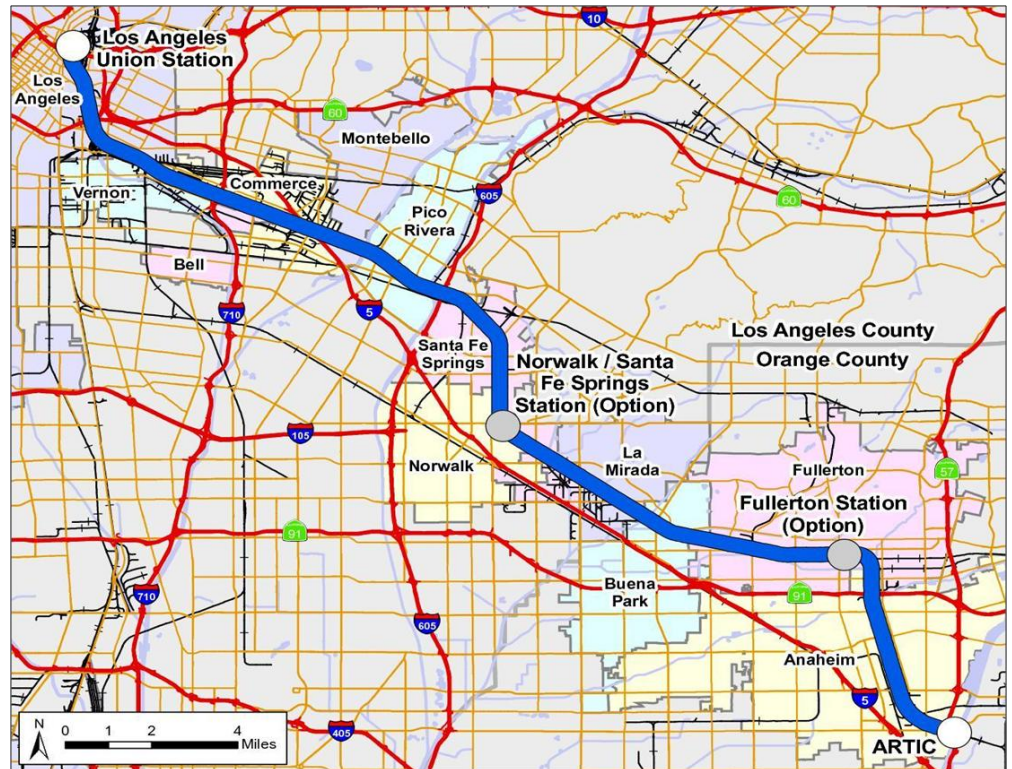 10
Los Angeles
Union Station
Los
Angeles
60
Montebello
Vernon
Commerce
605
60
Pico
Rivera
Bell
710
5
Los Angeles County
Orange County
Santa Fe
Springs
Norwalk / Santa
Fe Springs
Station (Option)
105
Norwalk
La
Mirada
Fullerton
57
Fullerton Station
(Option)
91
710
Buena
Park
91
605
Anaheim
5
405
ARTIC
N
0 1 2 4
Miles